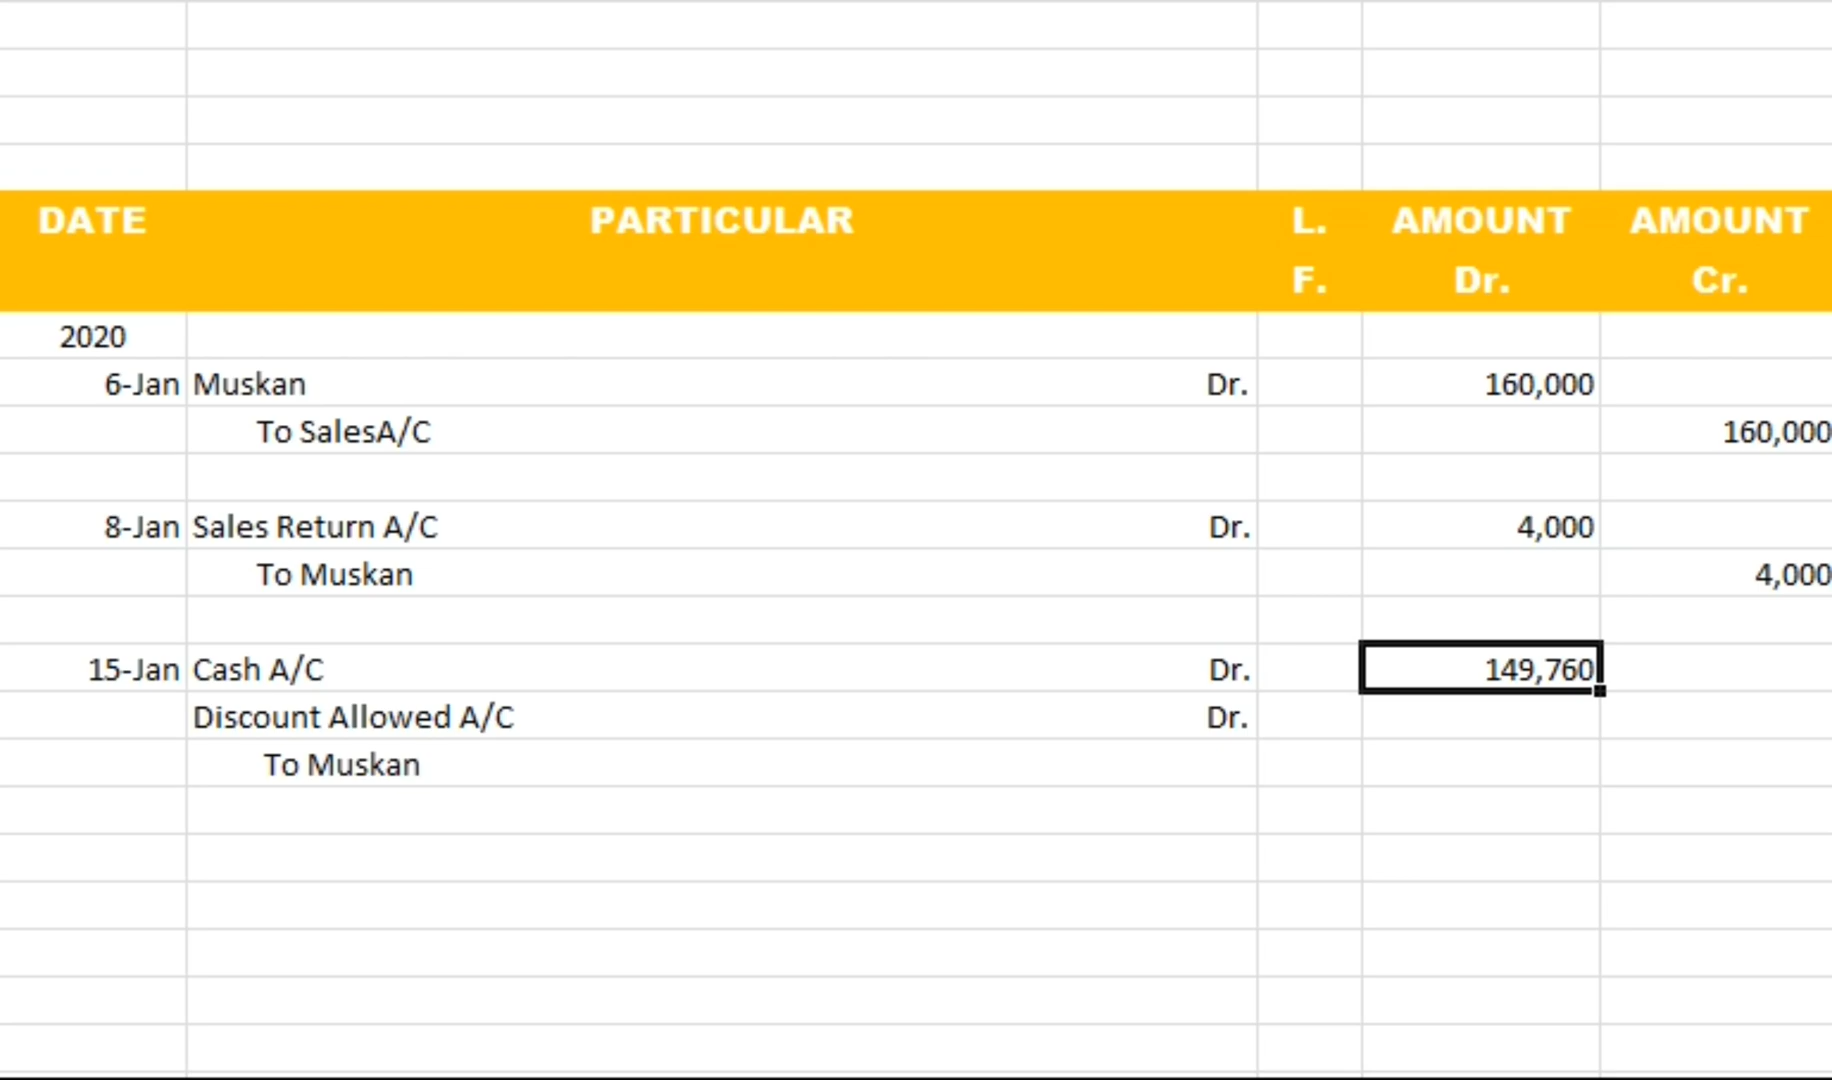 DATE PARTICULAR L. F. AMOUNT Dr. AMOUNT Cr.
2020
6-Jan Muskan Dr. 160,000
To SalesA/C 160,000
8-Jan Sales Return A/C Dr. 4,000
To Muskan 4,000
15-Jan Cash A/C Dr. 149,760
Discount Allowed A/C Dr.
To Muskan